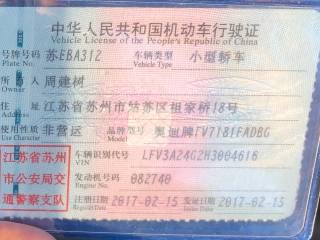 中华人民共和国机动车行驶证
Vehicle License of the People's Republic of China
号牌号码 苏EBA312 车辆类型 小型轿车
Plate No. Vehicle Type
所有人 周建树
Owner
住址 江苏省苏州市姑苏区组家桥18号
Address
使用性质 非营运 品牌型号 奥迪牌FV7181FADBG
Use Character Model
江苏省苏州市公安局交通警察支队
车辆识别代号 LFV3A24G2H3004616
VIN
发动机号码 082740
Engine No.
注册日期 2017-02-15 发证日期 2017-02-15
Register Date Issue Date